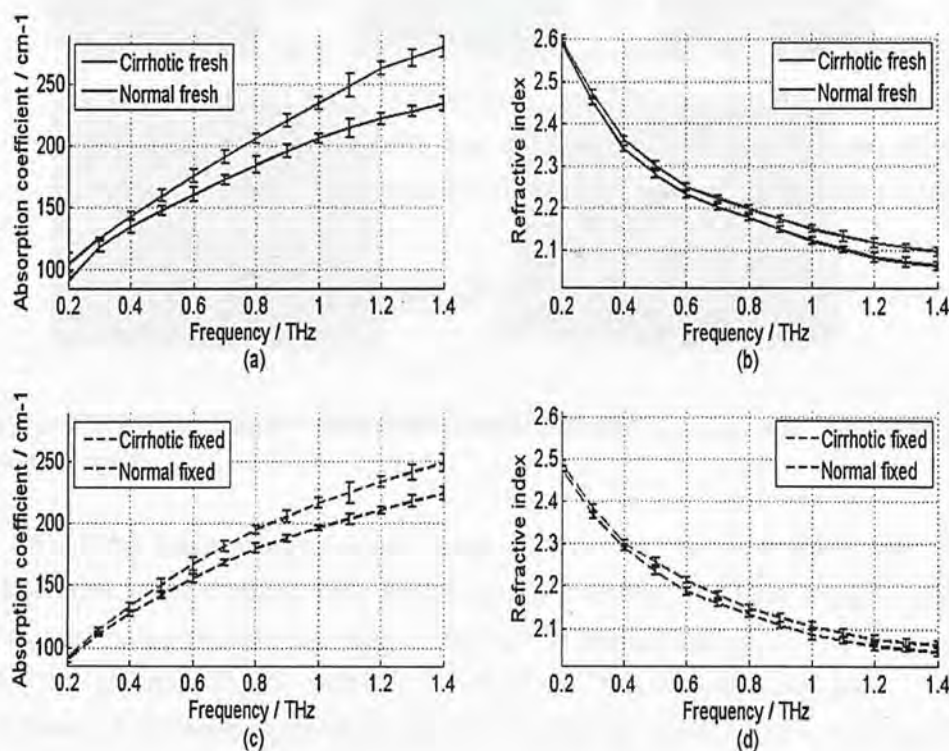 Absorption coefficient / cm-1
250
200
150
100
Cirrhotic fresh
Normal fresh
0.2 0.4 0.6 0.8 1 1.2 1.4
Frequency / THz
(a)
Refractive index
2.6
2.5
2.4
2.3
2.2
2.1
Cirrhotic fresh
Normal fresh
0.2 0.4 0.6 0.8 1 1.2 1.4
Frequency / THz
(b)
Absorption coefficient / cm-1
250
200
150
100
Cirrhotic fixed
Normal fixed
0.2 0.4 0.6 0.8 1 1.2 1.4
Frequency / THz
(c)
Refractive index
2.6
2.5
2.4
2.3
2.2
2.1
Cirrhotic fixed
Normal fixed
0.2 0.4 0.6 0.8 1 1.2 1.4
Frequency / THz
(d)